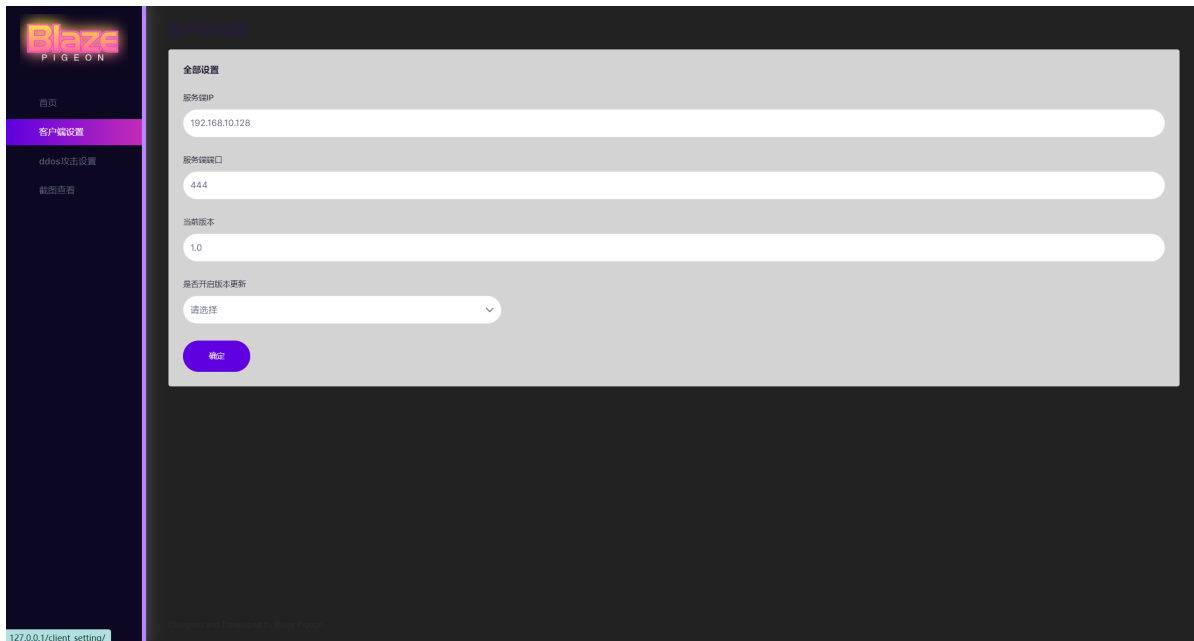 Blaze
PIGEON
首页
客户端设置
ddos攻击设置
截图查看
全部设置
服务端IP
192.168.10.128
服务端端口
444
当前版本
1.0
是否开启版本更新
请选择
确定
127.0.0.1/client_setting/